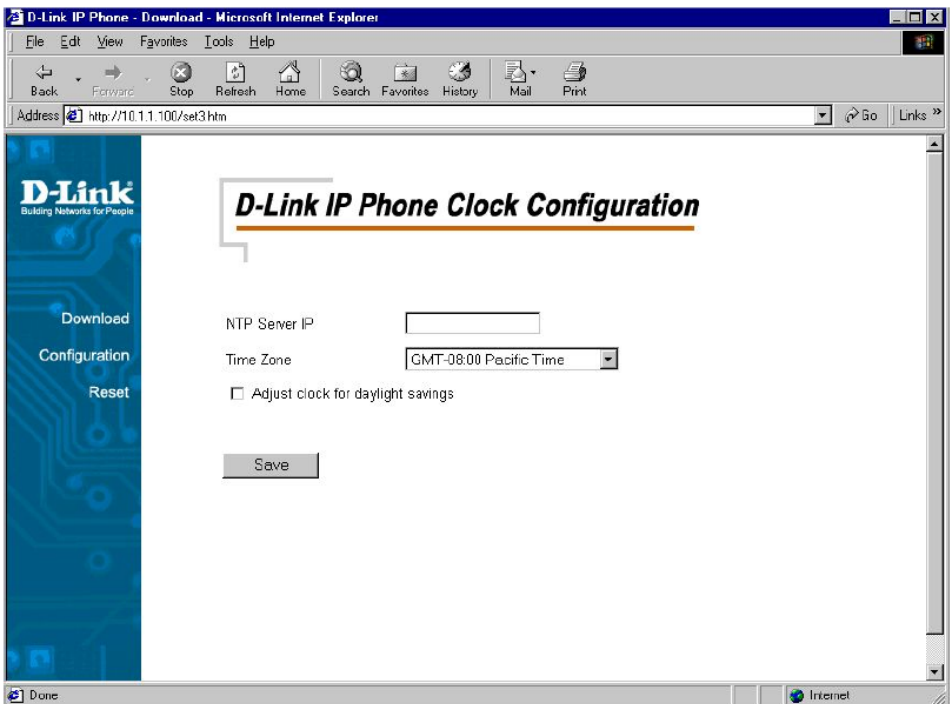 D-Link IP Phone - Download - Microsoft Internet Explorer
File Edit View Favorites Tools Help
Back Forward Stop Refresh Home Search Favorites History Mail Print
Address http://10.1.1.100/set3.htm Go Links »
D-Link
Building Networks for People
D-Link IP Phone Clock Configuration
Download
NTP Server IP
Configuration
Time Zone GMT-08:00 Pacific Time
Reset
Adjust clock for daylight savings
Save
Done Internet